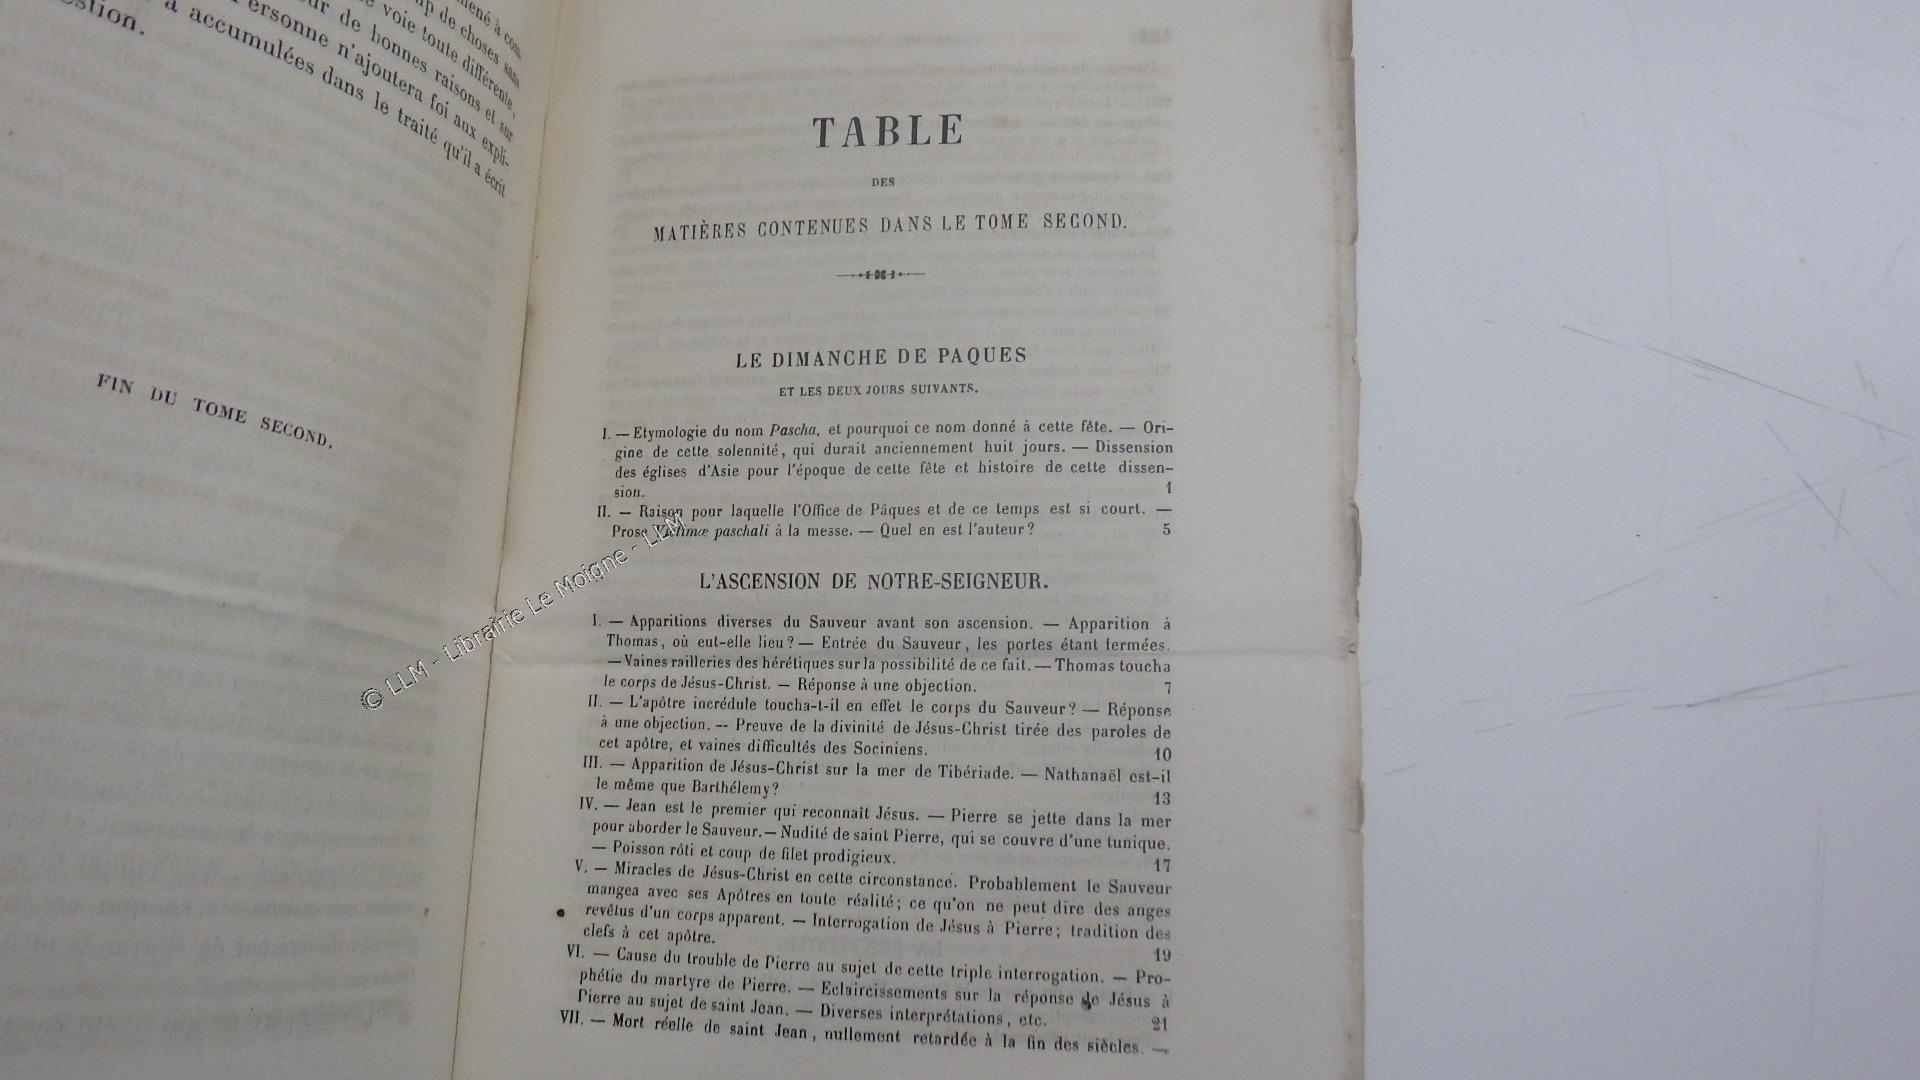 mené à com-
up de choses sans
voie toute différente,
de bonnes raisons et sur
ersonne n'ajoutera foi aux expli-
a accumulées dans le traité qu'il a écrit
estion.
FIN DU TOME SECOND.
TABLE
DES
MATIÈRES CONTENUES DANS LE TOME SECOND.
LE DIMANCHE DE PAQUES
ET LES DEUX JOURS SUIVANTS.
I. — Etymologie du nom Pascha, et pourquoi ce nom donné à cette fête. — Ori-
gine de cette solennité, qui durait anciennement huit jours. — Dissension
des églises d'Asie pour l'époque de cette fête et histoire de cette dissen-
sion. 1
II. — Raison pour laquelle l'Office de Pâques et de ce temps est si court. —
Prose Victimæ paschali à la messe. — Quel en est l'auteur? 5
L'ASCENSION DE NOTRE-SEIGNEUR.
I. — Apparitions diverses du Sauveur avant son ascension. — Apparition à
Thomas, où eut-elle lieu? — Entrée du Sauveur, les portes étant fermées.
— Vaines railleries des hérétiques sur la possibilité de ce fait. — Thomas toucha
le corps de Jésus-Christ. — Réponse à une objection. 7
II. — L'apôtre incrédule toucha-t-il en effet le corps du Sauveur? — Réponse
à une objection. — Preuve de la divinité de Jésus-Christ tirée des paroles de
cet apôtre, et vaines difficultés des Sociniens. 10
III. — Apparition de Jésus-Christ sur la mer de Tibériade. — Nathanaël est-il
le même que Barthélemy? 13
IV. — Jean est le premier qui reconnaît Jésus. — Pierre se jette dans la mer
pour aborder le Sauveur. — Nudité de saint Pierre, qui se couvre d'une tunique.
— Poisson rôti et coup de filet prodigieux. 17
V. — Miracles de Jésus-Christ en cette circonstance. Probablement le Sauveur
mangea avec ses Apôtres en toute réalité; ce qu'on ne peut dire des anges
revêtus d'un corps apparent. — Interrogation de Jésus à Pierre; tradition des
clefs à cet apôtre. 19
VI. — Cause du trouble de Pierre au sujet de cette triple interrogation. — Pro-
phétie du martyre de Pierre. — Eclaircissements sur la réponse de Jésus à
Pierre au sujet de saint Jean. — Diverses interprétations, etc. 21
VII. — Mort réelle de saint Jean, nullement retardée à la fin des siècles. —
© LLM - Librairie Le Moigne - LLM